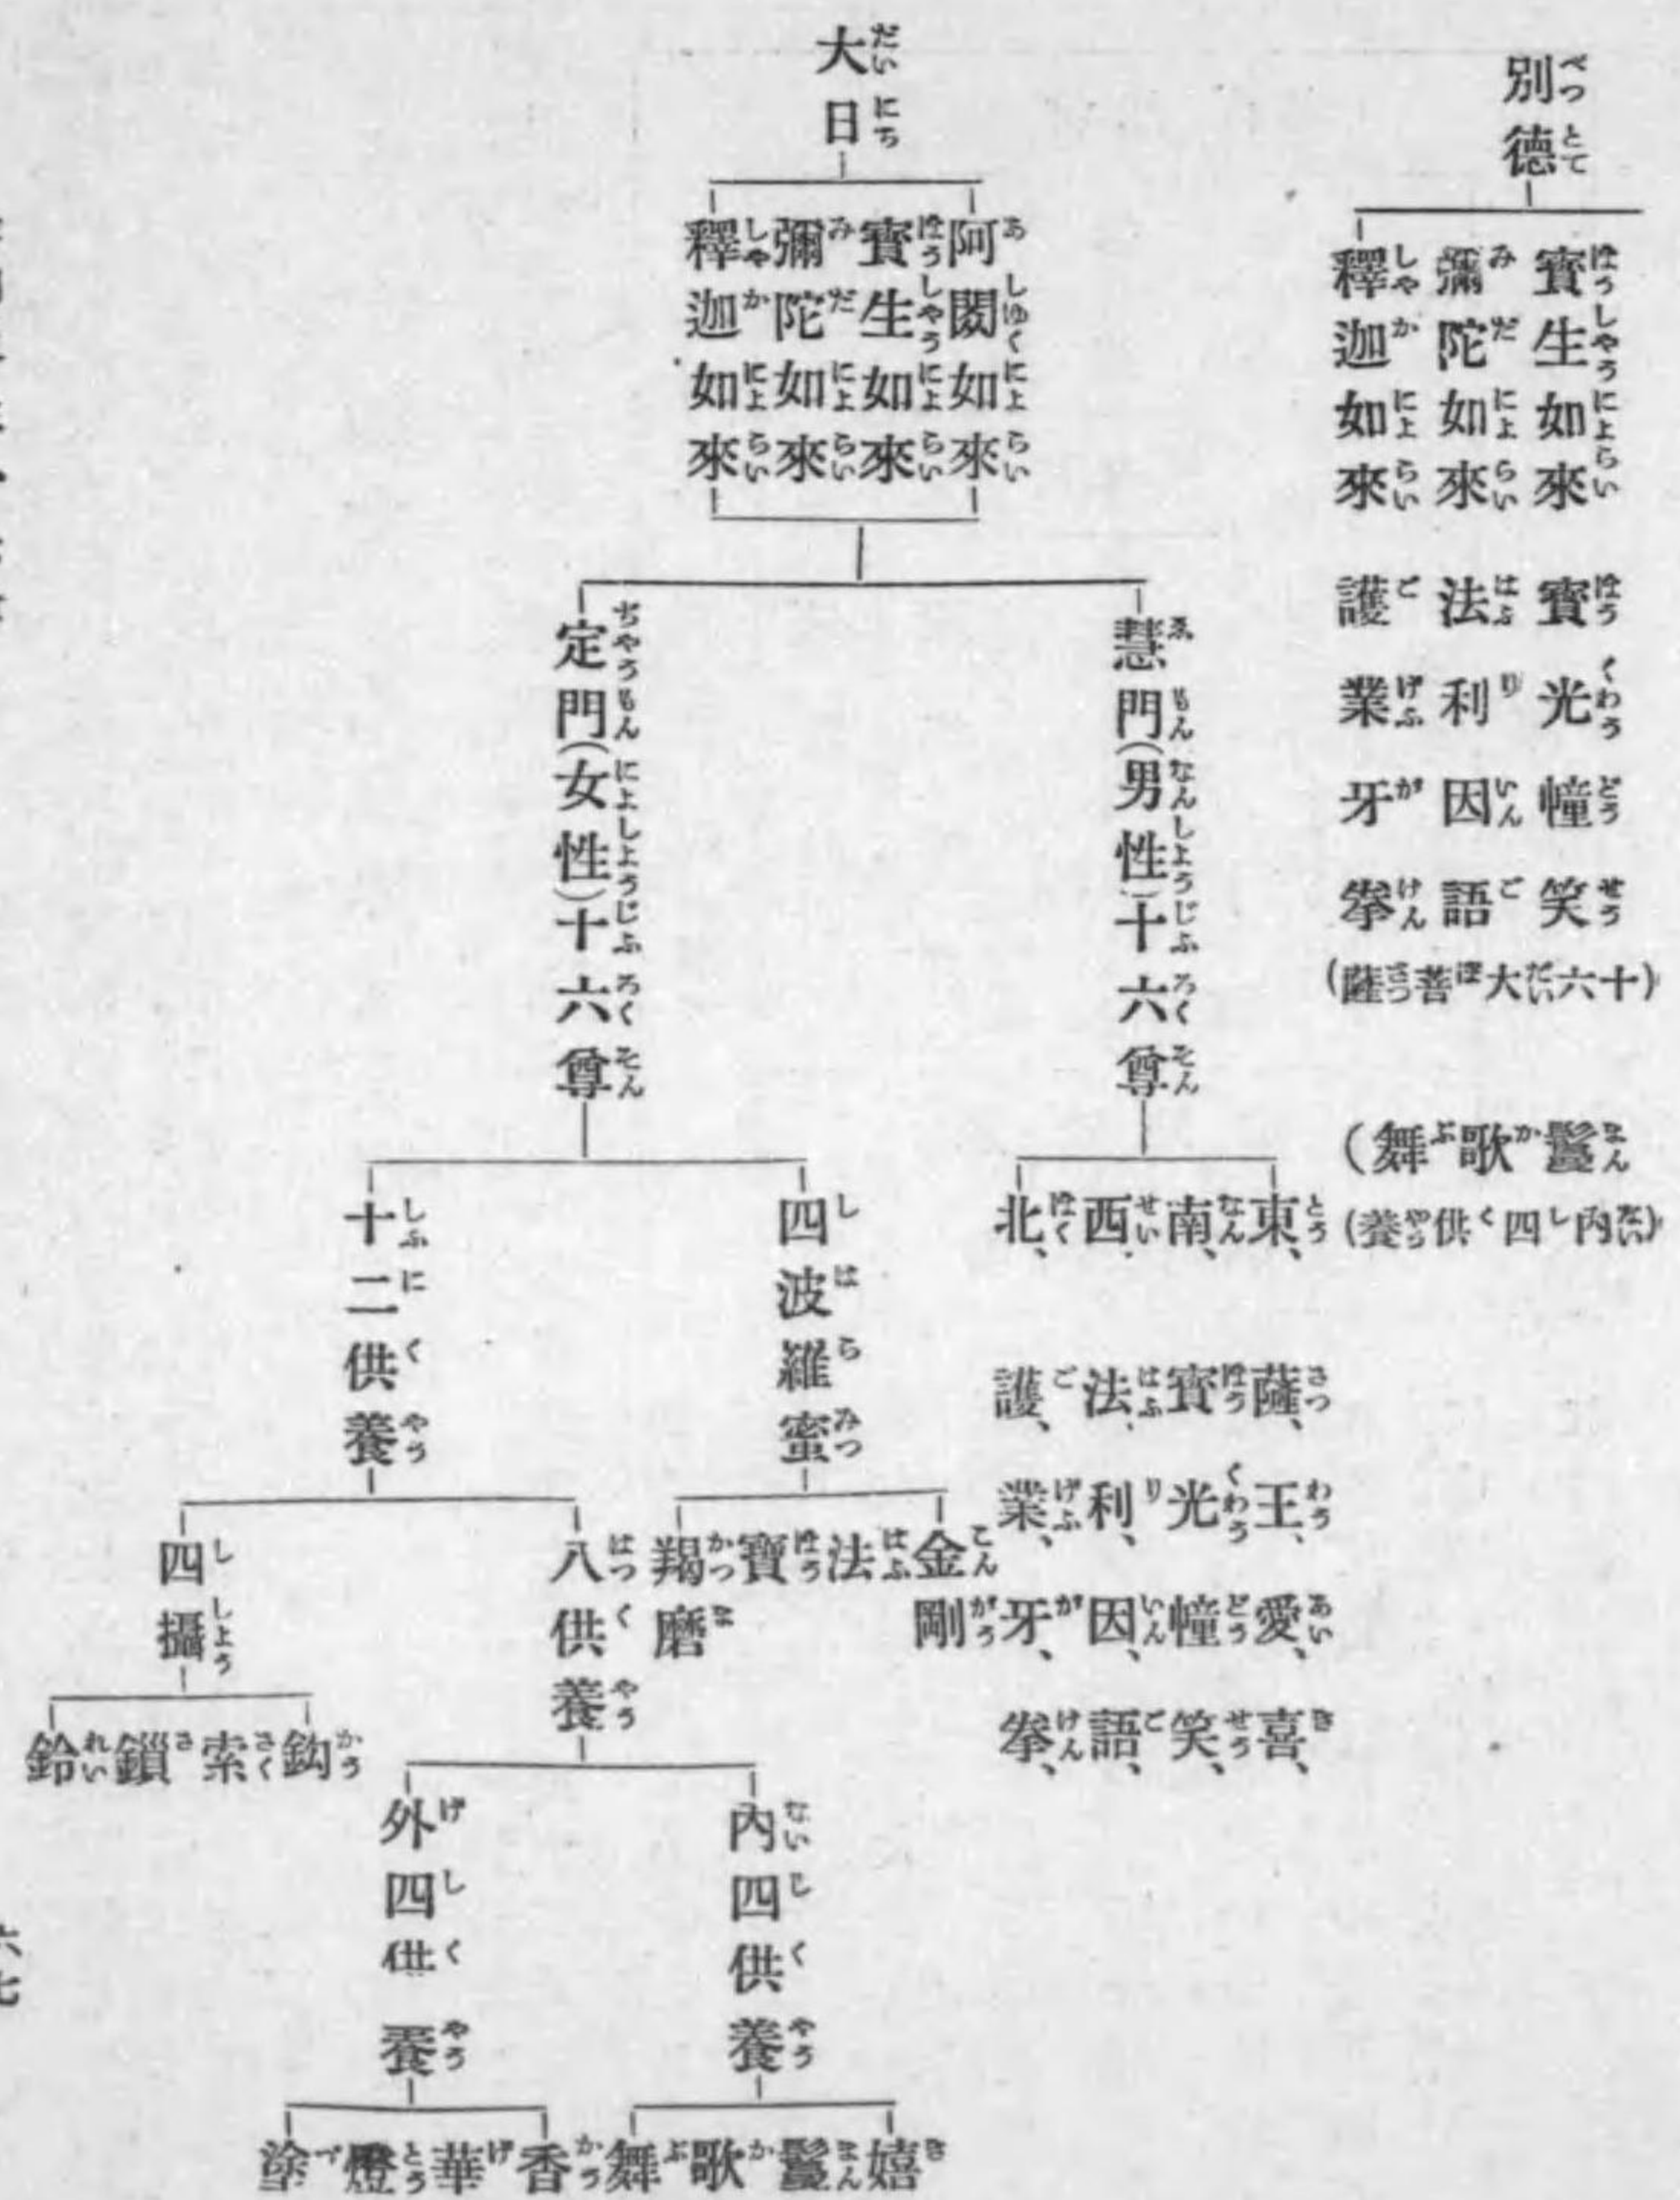 別德
寶生如來 寶 光 幢 笑
彌陀如來 法 利 因 語
釋迦如來 護 業 牙 拳
(薩菩大六十)
(舞歌鬘
(養供四內)
大日
阿閦如來
寶生如來
彌陀如來
釋迦如來
慧門(男性)十六尊
東、薩、王、愛、喜、
南、寶、光、幢、笑、
西、法、利、因、語、
北、護、業、牙、拳、
定門(女性)十六尊
四波羅蜜
金剛
法
寶
羯磨
十二供養
八供養
內四供養
嬉
鬘
歌
舞
外四供養
香
華
燈
塗
四攝
鈎
索
鎖
鈴
六七